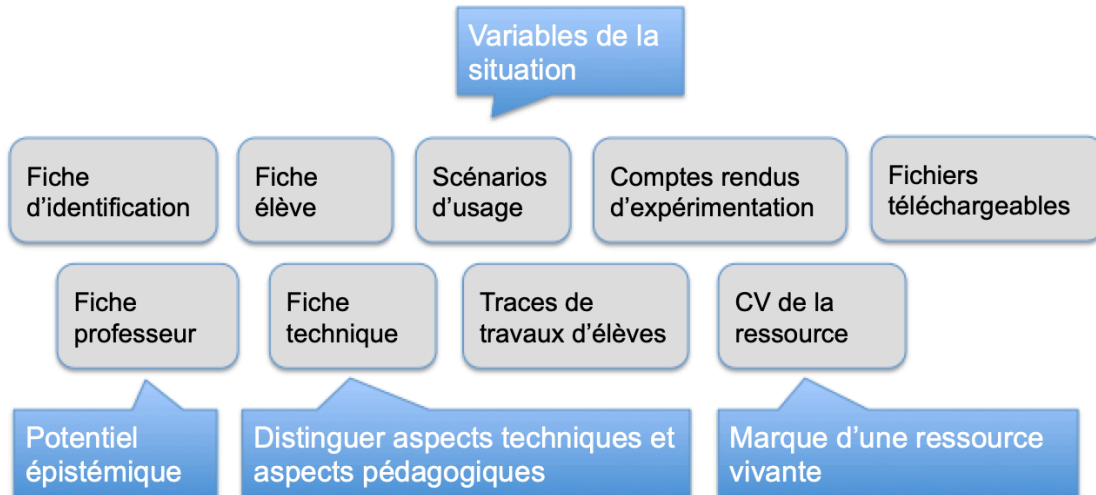 Variables de la
situation
Fiche
d'identification
Fiche
élève
Scénarios
d'usage
Comptes rendus
d'expérimentation
Fichiers
téléchargeables
Fiche
professeur
Fiche
technique
Traces de
travaux d'élèves
CV de la
ressource
Potentiel
épistémique
Distinguer aspects techniques et
aspects pédagogiques
Marque d'une ressource
vivante